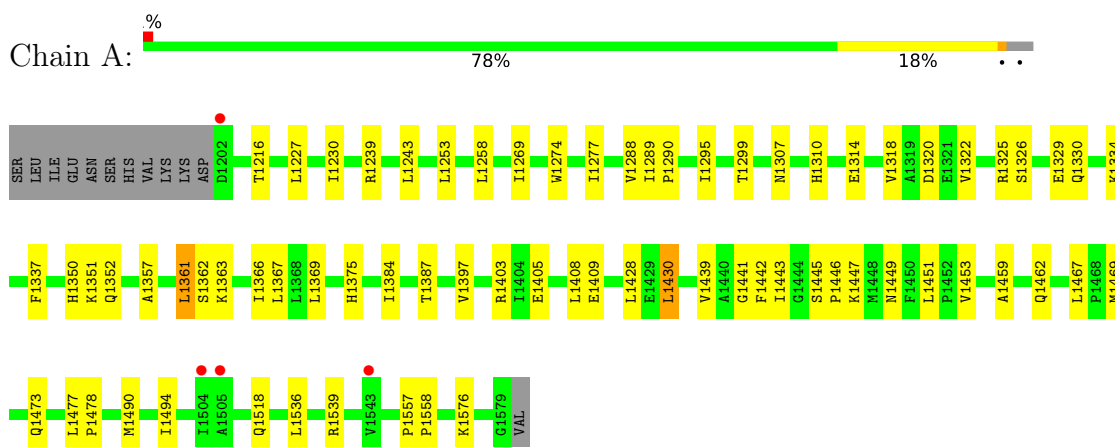 .%
Chain A:
78% 18% • •
SER LEU ILE GLU ASN SER HIS VAL LYS LYS ASP D1202 T1216 L1227 I1230 R1239 L1243 L1253 L1258 I1269 W1274 I1277 V1288 I1289 P1290 I1295 T1299 N1307 H1310 E1314 V1318 A1319 D1320 E1321 V1322 R1325 S1326 E1329 Q1330 K1334
F1337 H1350 K1351 Q1352 A1357 L1361 S1362 K1363 I1366 L1367 L1368 L1369 H1375 I1384 T1387 V1397 R1403 I1404 E1405 L1408 E1409 L1428 E1429 L1430 V1439 A1440 G1441 F1442 I1443 G1444 S1445 P1446 K1447 M1448 N1449 F1450 L1451 P1452 V1453 A1459 Q1462 L1467 P1468 M1469
Q1473 L1477 P1478 M1490 I1494 I1504 A1505 Q1518 L1536 R1539 V1543 P1557 P1558 K1576 G1579 VAL